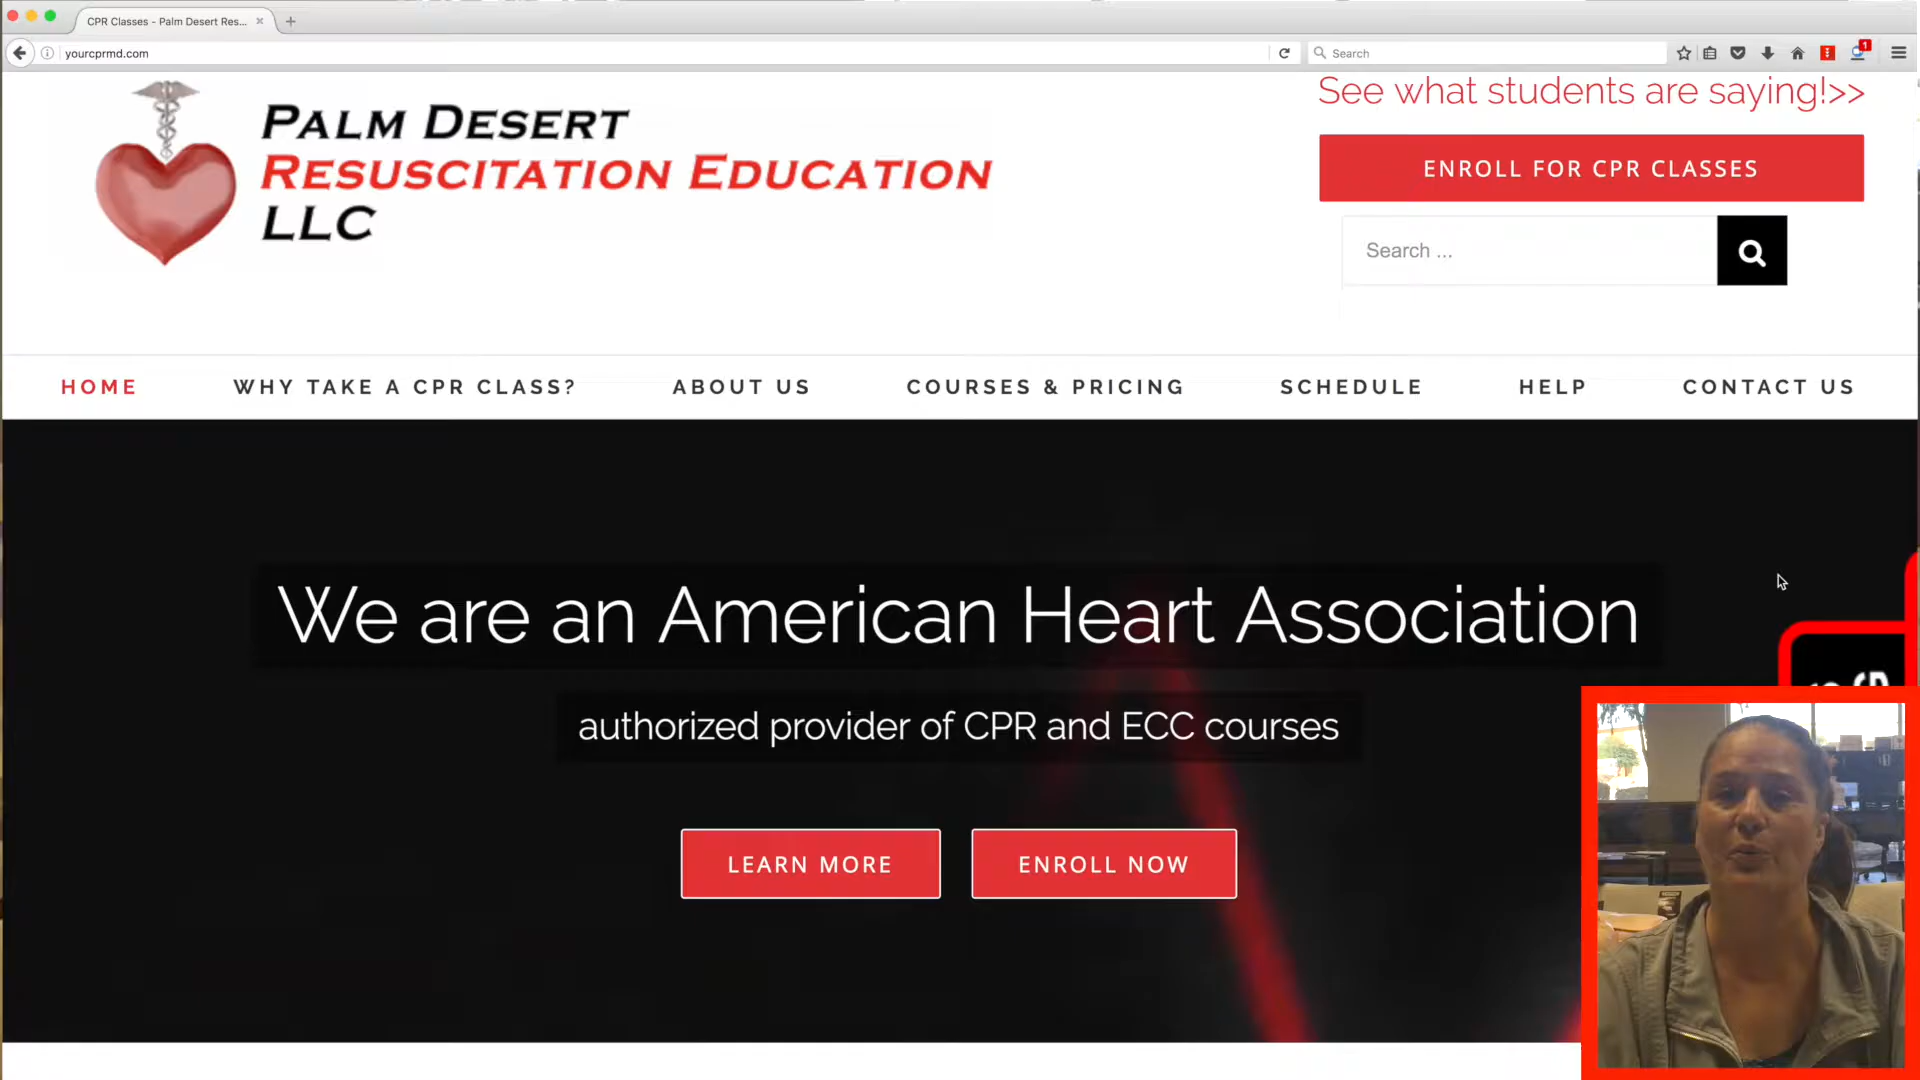 CPR Classes - Palm Desert Res...
yourcprmd.com
Search
1
PALM DESERT
RESUSCITATION EDUCATION
LLC
See what students are saying!>>
ENROLL FOR CPR CLASSES
Search ...
HOME
WHY TAKE A CPR CLASS?
ABOUT US
COURSES & PRICING
SCHEDULE
HELP
CONTACT US
We are an American Heart Association
authorized provider of CPR and ECC courses
LEARN MORE
ENROLL NOW